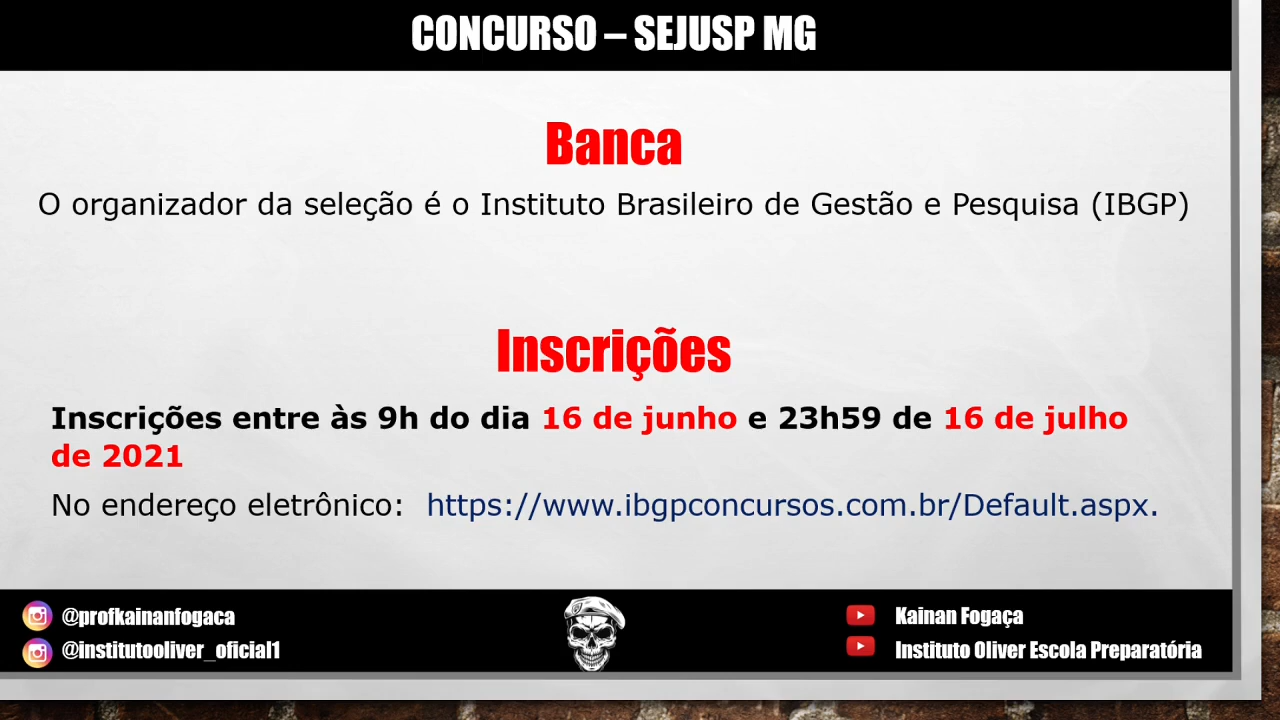 CONCURSO – SEJUSP MG
Banca
O organizador da seleção é o Instituto Brasileiro de Gestão e Pesquisa (IBGP)
Inscrições
Inscrições entre às 9h do dia 16 de junho e 23h59 de 16 de julho
de 2021
No endereço eletrônico: https://www.ibgpconcursos.com.br/Default.aspx.
@profkainanfogaca
@institutooliver_oficial1
Kainan Fogaça
Instituto Oliver Escola Preparatória